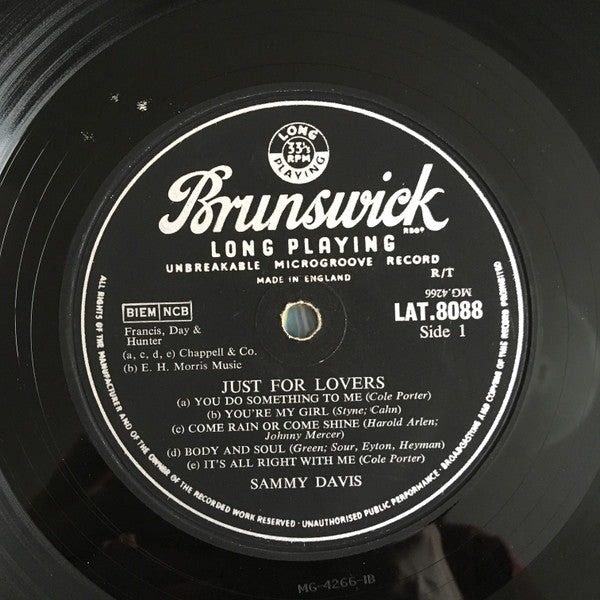 LONG
33⅓
RPM
PLAYING
Brunswick
REGD
LONG PLAYING
UNBREAKABLE MICROGROOVE RECORD
MADE IN ENGLAND
R/T
MG.4266
BIEM NCB
LAT.8088
Side 1
Francis, Day &
Hunter
(a, c, d, e) Chappell & Co.
(b) E. H. Morris Music
JUST FOR LOVERS
(a) YOU DO SOMETHING TO ME (Cole Porter)
(b) YOU'RE MY GIRL (Styne; Cahn)
(c) COME RAIN OR COME SHINE (Harold Arlen;
Johnny Mercer)
(d) BODY AND SOUL (Green; Sour, Eyton, Heyman)
(e) IT'S ALL RIGHT WITH ME (Cole Porter)
SAMMY DAVIS
ALL RIGHTS OF THE MANUFACTURER AND OF THE OWNER OF THE RECORDED WORK RESERVED · UNAUTHORISED PUBLIC PERFORMANCE · BROADCASTING AND COPYING OF THIS RECORD PROHIBITED
MG-4266-1B